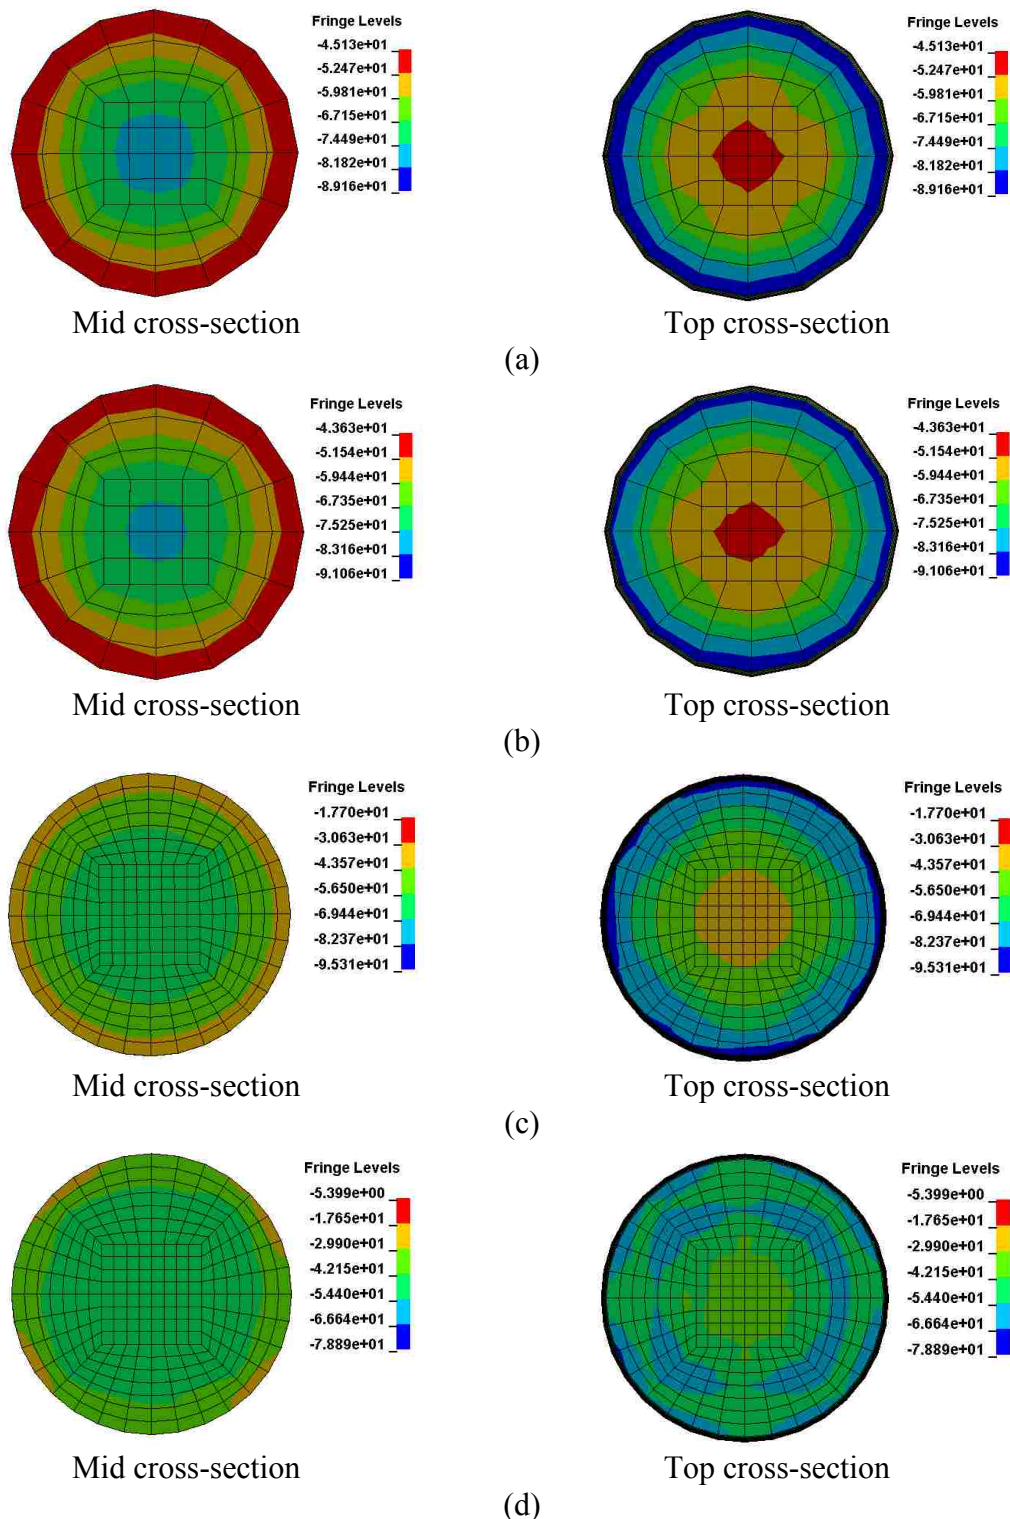 Fringe Levels
-4.513e+01
-5.247e+01
-5.981e+01
-6.715e+01
-7.449e+01
-8.182e+01
-8.916e+01
Mid cross-section
Fringe Levels
-4.513e+01
-5.247e+01
-5.981e+01
-6.715e+01
-7.449e+01
-8.182e+01
-8.916e+01
Top cross-section
(a)
Fringe Levels
-4.363e+01
-5.154e+01
-5.944e+01
-6.735e+01
-7.525e+01
-8.316e+01
-9.106e+01
Mid cross-section
Fringe Levels
-4.363e+01
-5.154e+01
-5.944e+01
-6.735e+01
-7.525e+01
-8.316e+01
-9.106e+01
Top cross-section
(b)
Fringe Levels
-1.770e+01
-3.063e+01
-4.357e+01
-5.650e+01
-6.944e+01
-8.237e+01
-9.531e+01
Mid cross-section
Fringe Levels
-1.770e+01
-3.063e+01
-4.357e+01
-5.650e+01
-6.944e+01
-8.237e+01
-9.531e+01
Top cross-section
(c)
Fringe Levels
-5.399e+00
-1.765e+01
-2.990e+01
-4.215e+01
-5.440e+01
-6.664e+01
-7.889e+01
Mid cross-section
Fringe Levels
-5.399e+00
-1.765e+01
-2.990e+01
-4.215e+01
-5.440e+01
-6.664e+01
-7.889e+01
Top cross-section
(d)